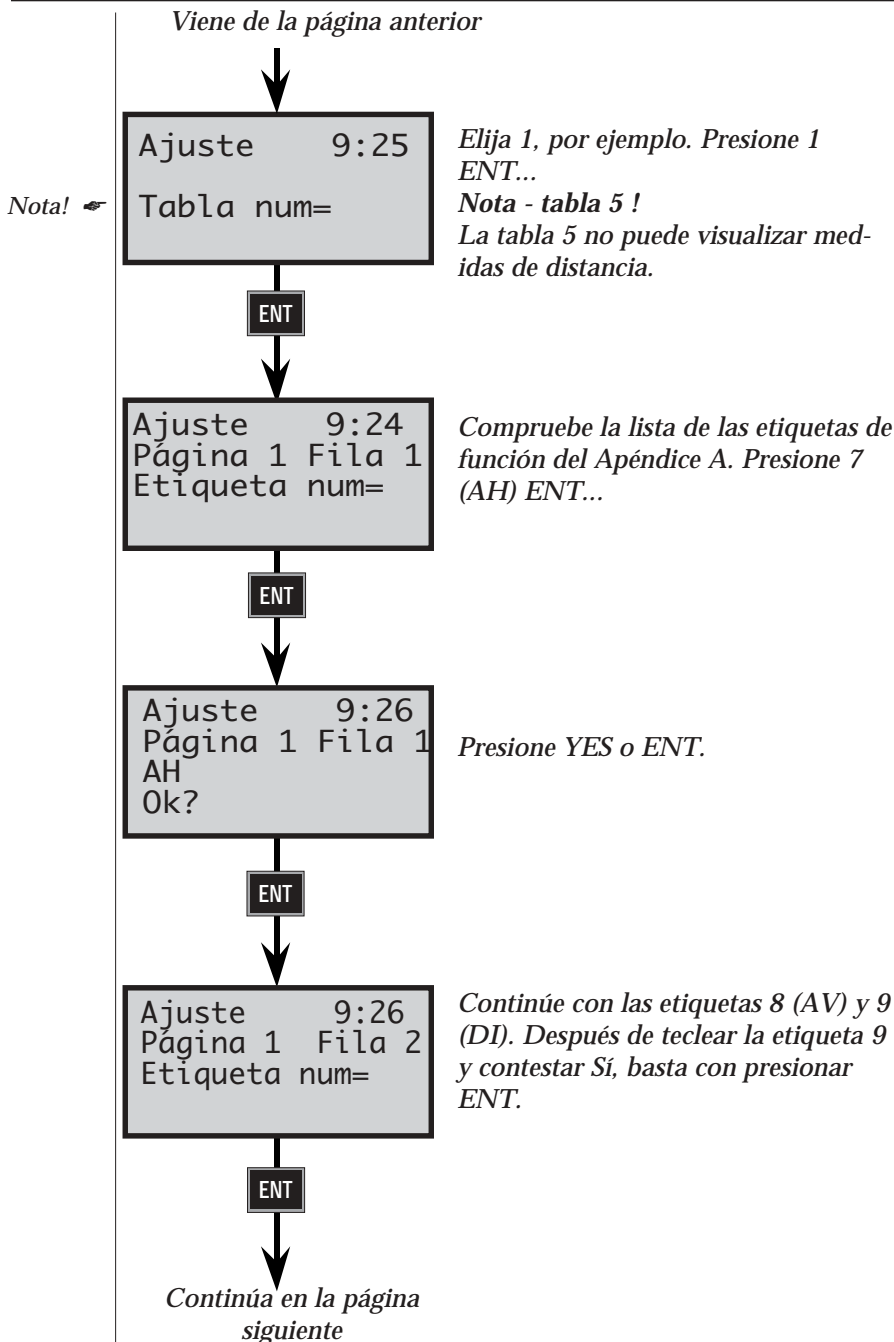 Viene de la página anterior
Ajuste 9:25
Tabla num=
Nota! ☛
Elija 1, por ejemplo. Presione 1
ENT...
Nota - tabla 5 !
La tabla 5 no puede visualizar med-
idas de distancia.
ENT
Ajuste 9:24
Página 1 Fila 1
Etiqueta num=
Compruebe la lista de las etiquetas de
función del Apéndice A. Presione 7
(AH) ENT...
ENT
Ajuste 9:26
Página 1 Fila 1
AH
Ok?
Presione YES o ENT.
ENT
Ajuste 9:26
Página 1 Fila 2
Etiqueta num=
Continúe con las etiquetas 8 (AV) y 9
(DI). Después de teclear la etiqueta 9
y contestar Sí, basta con presionar
ENT.
ENT
Continúa en la página
siguiente